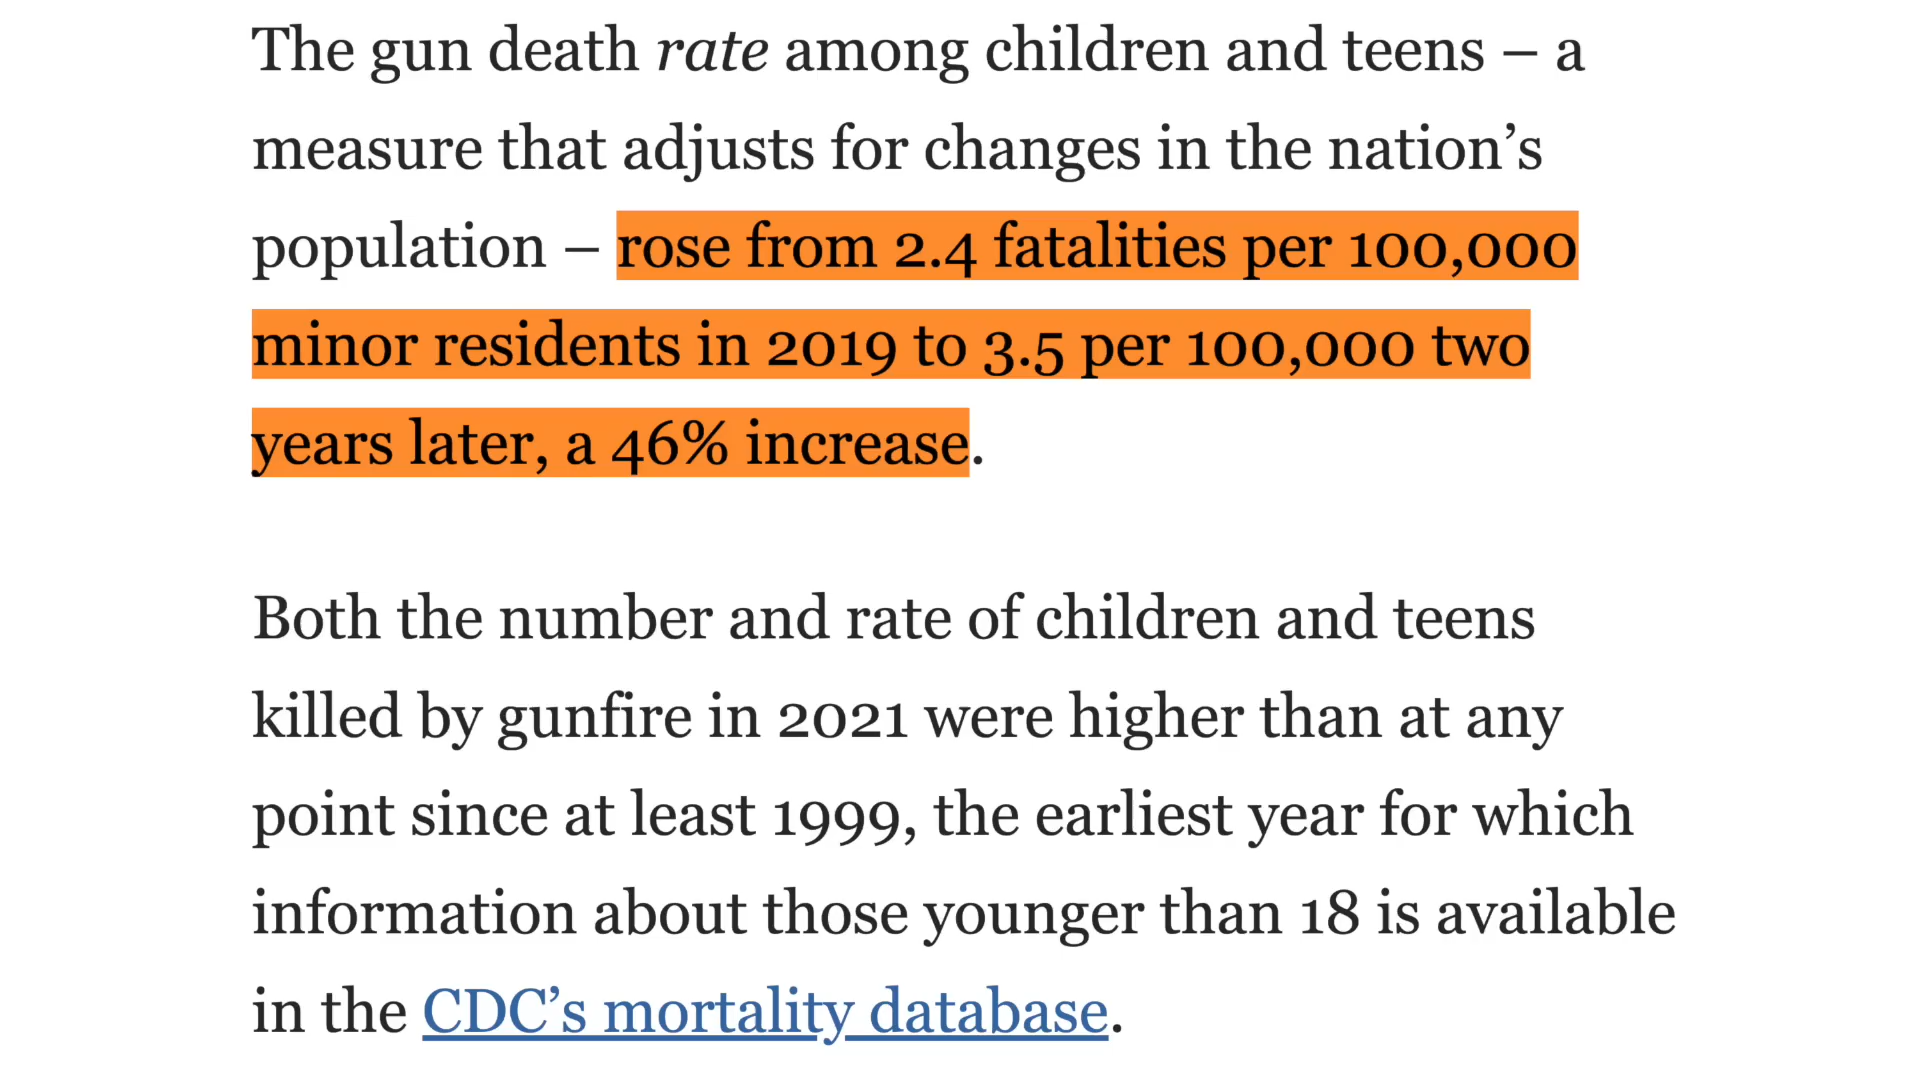 The gun death rate among children and teens – a
measure that adjusts for changes in the nation’s
population – rose from 2.4 fatalities per 100,000
minor residents in 2019 to 3.5 per 100,000 two
years later, a 46% increase.
Both the number and rate of children and teens
killed by gunfire in 2021 were higher than at any
point since at least 1999, the earliest year for which
information about those younger than 18 is available
in the CDC’s mortality database.